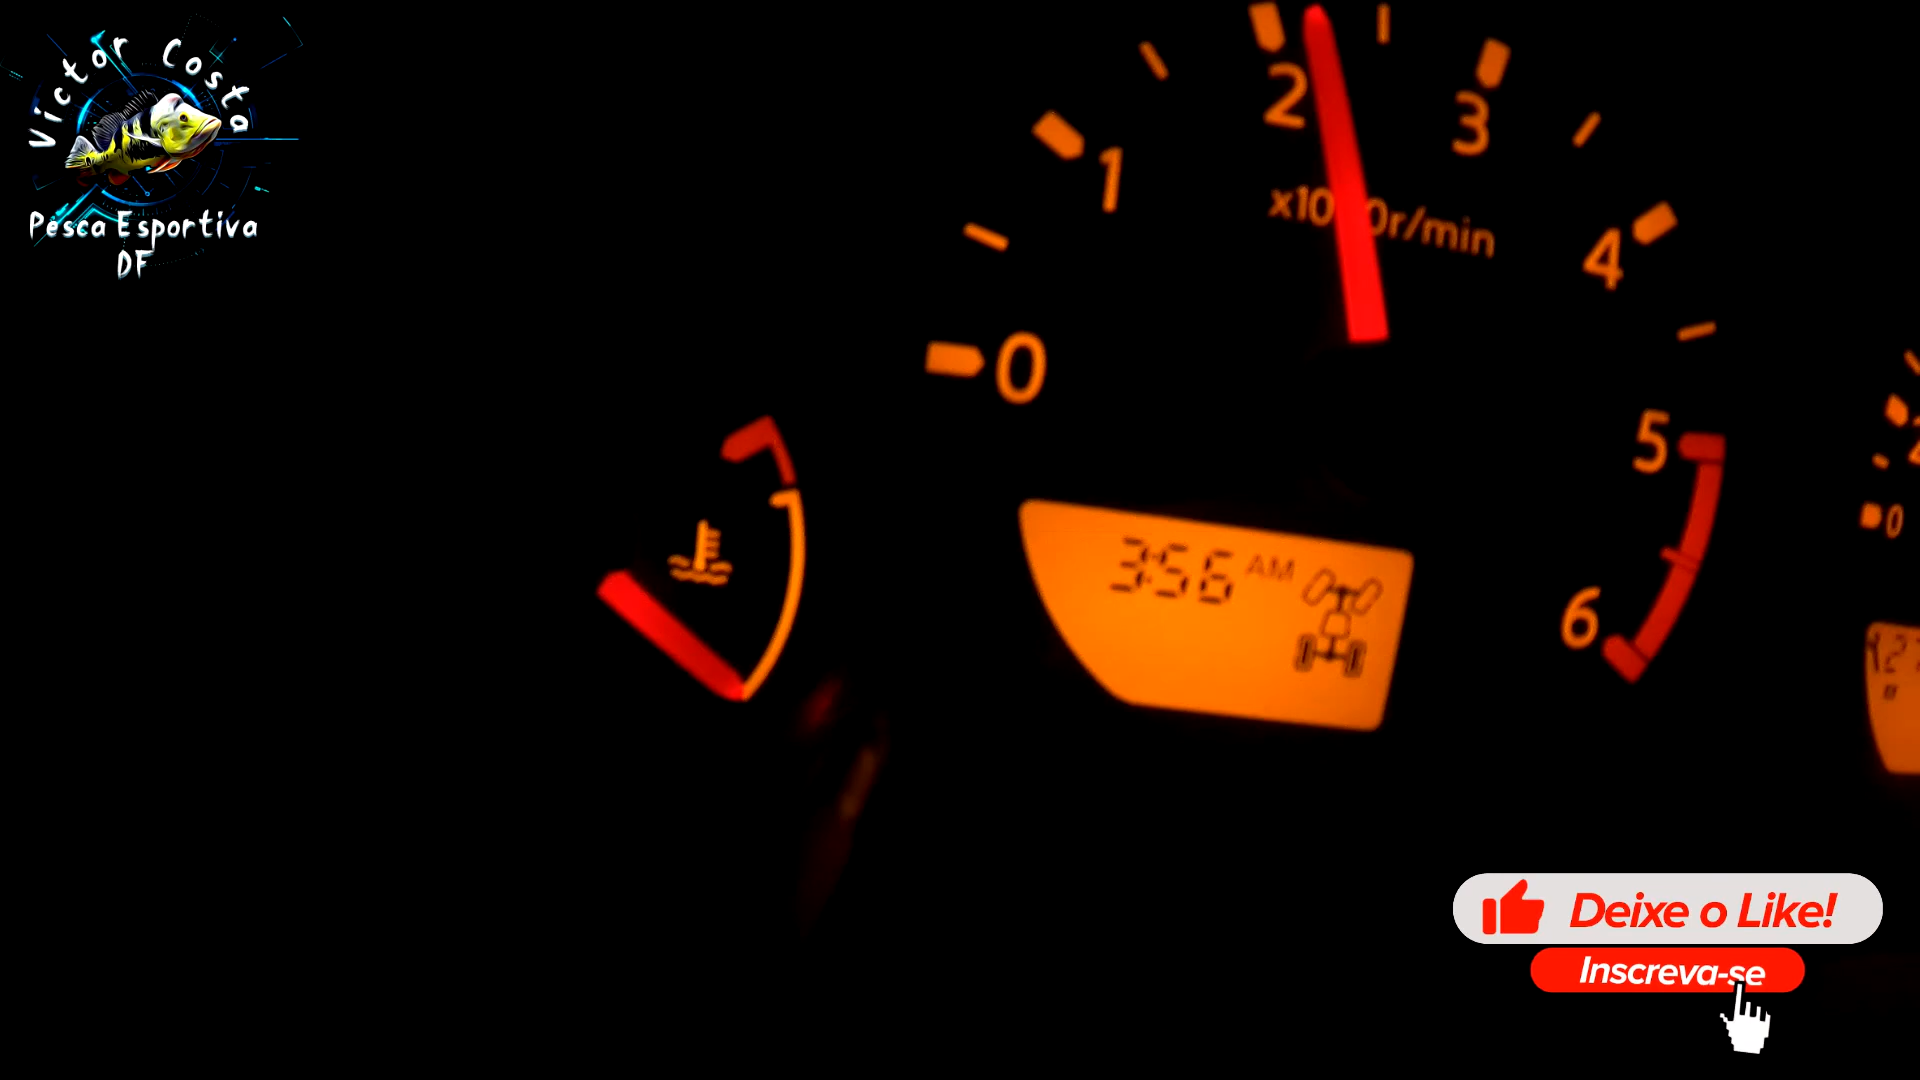 Victor Costa
Pesca Esportiva
DF
0
1
2
3
4
5
6
r/min
3:56 AM
0
Deixe o Like!
Inscreva-se